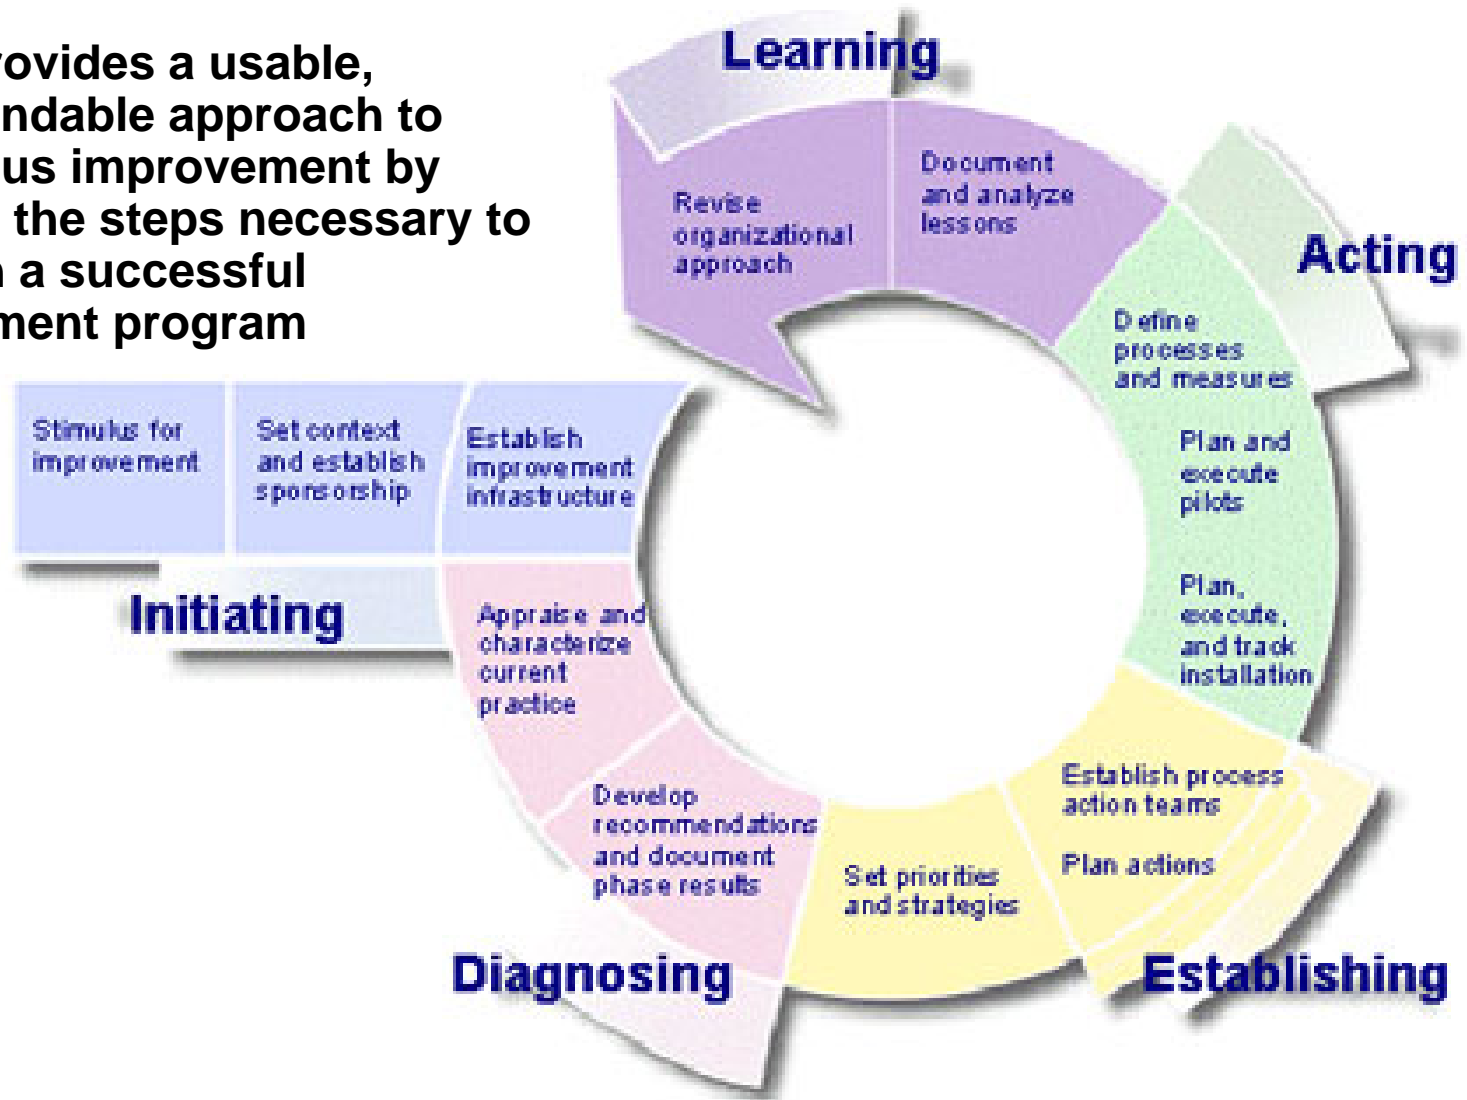 rovides a usable,
ndable approach to
us improvement by
the steps necessary to
a successful
ment program
Learning
Revise
organizational
approach
Document
and analyze
lessons
Acting
Define
processes
and measures
Plan and
execute
pilots
Plan,
execute,
and track
installation
Stimulus for
improvement
Set context
and establish
sponsorship
Establish
improvement
infrastructure
Initiating
Appraise and
characterize
current
practice
Develop
recommendations
and document
phase results
Diagnosing
Set priorities
and strategies
Establish process
action teams
Plan actions
Establishing